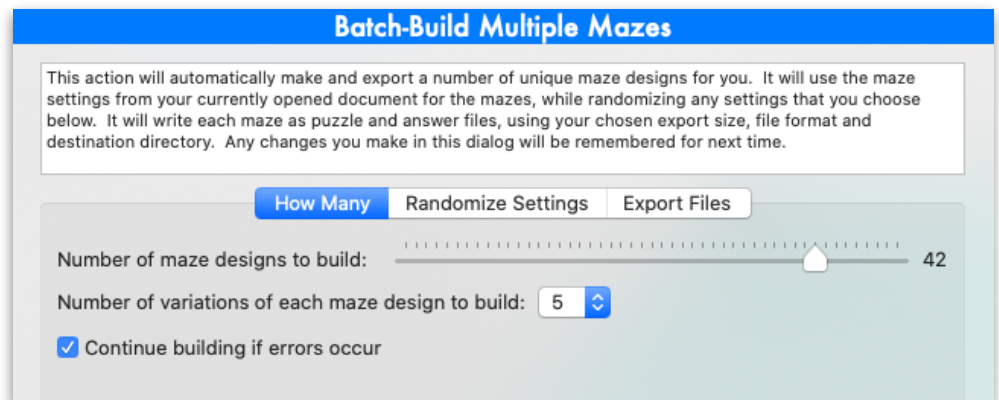 Batch-Build Multiple Mazes
This action will automatically make and export a number of unique maze designs for you.  It will use the maze
settings from your currently opened document for the mazes, while randomizing any settings that you choose
below.  It will write each maze as puzzle and answer files, using your chosen export size, file format and
destination directory.  Any changes you make in this dialog will be remembered for next time.
How Many Randomize Settings Export Files
Number of maze designs to build: 42
Number of variations of each maze design to build: 5
Continue building if errors occur